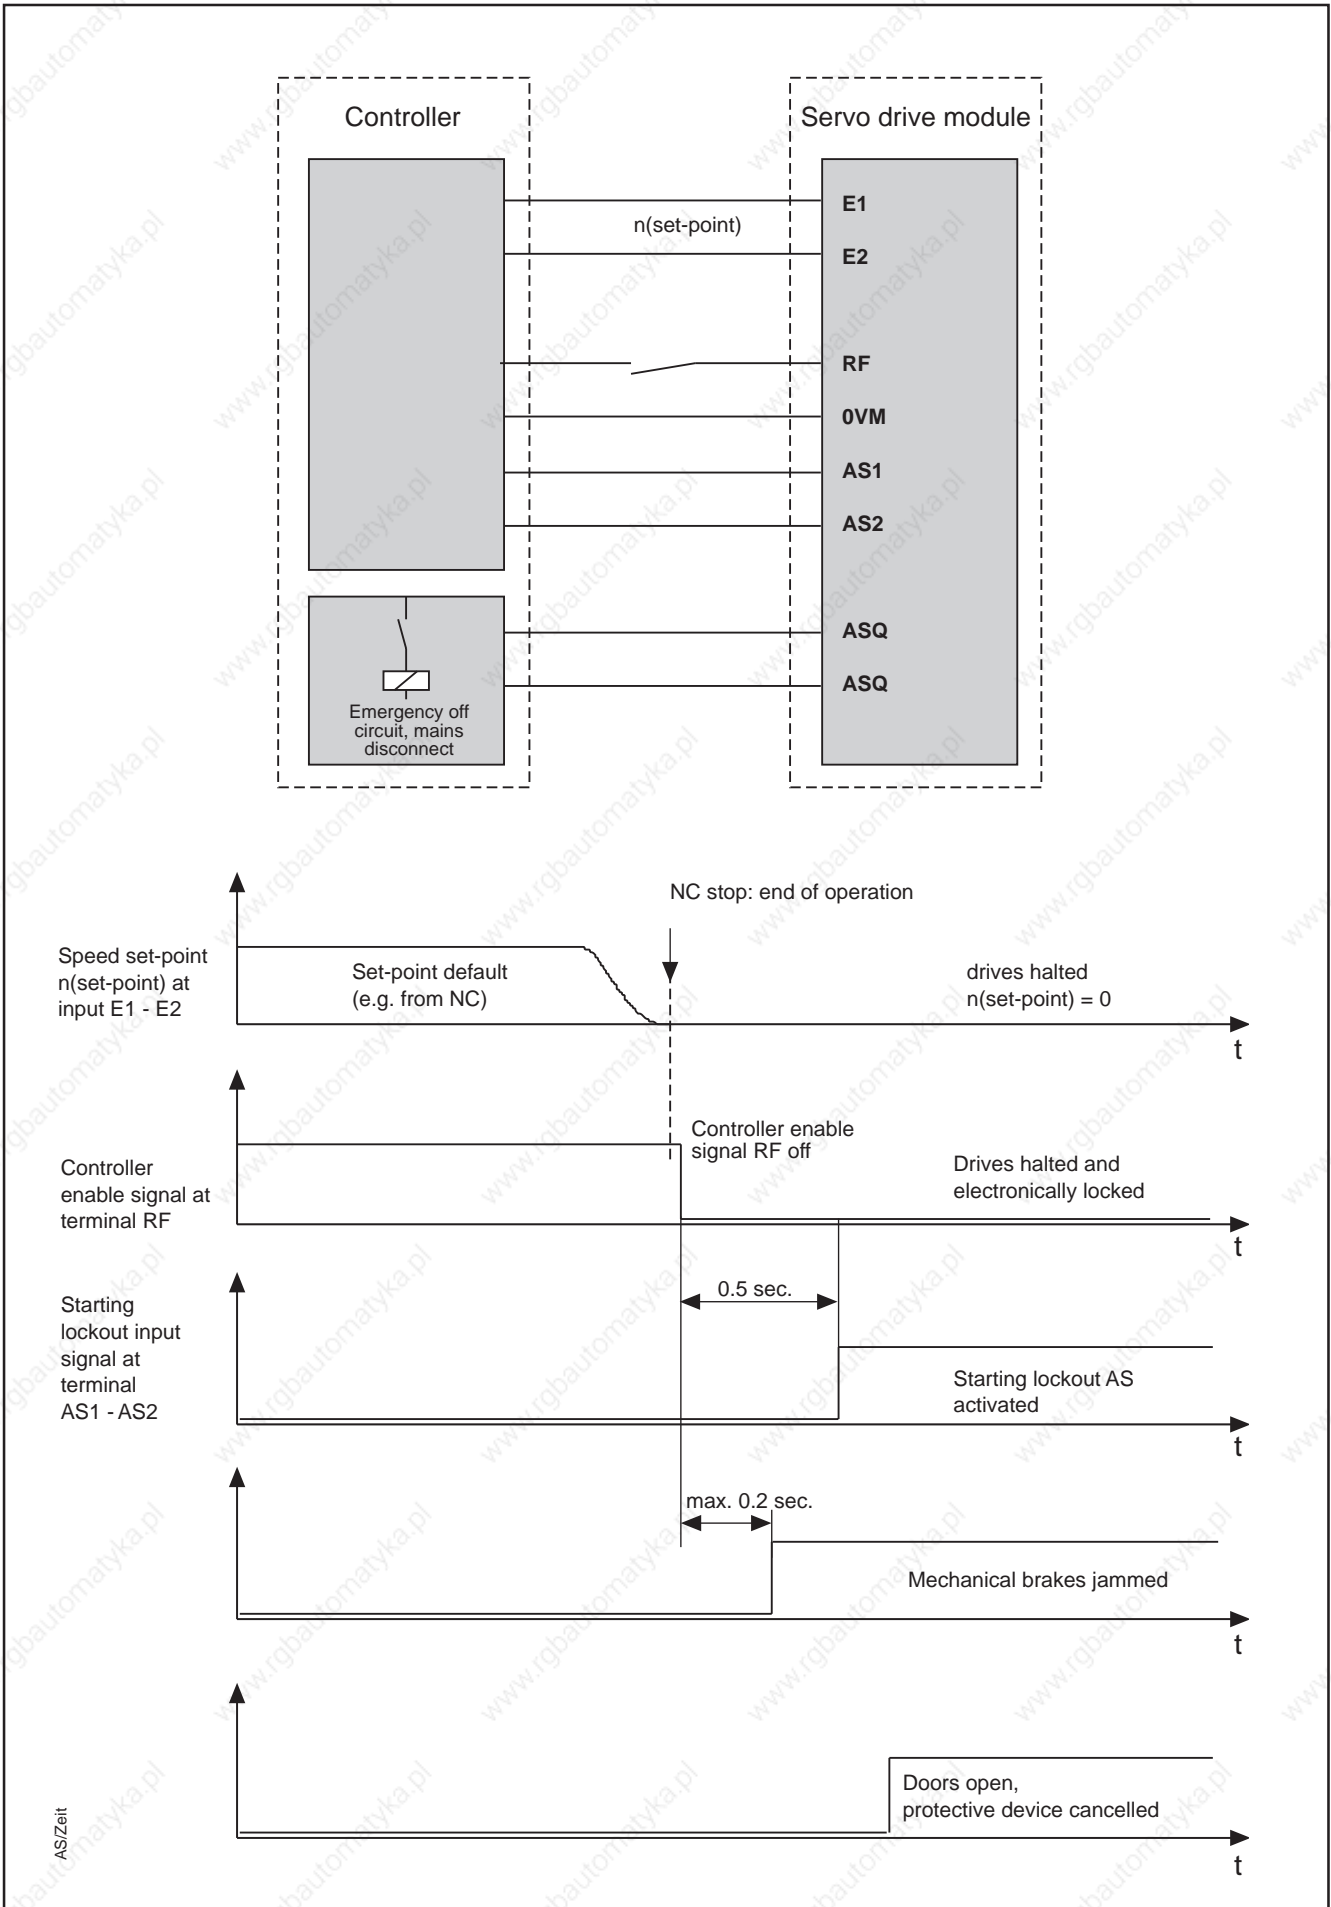 Controller
Servo drive module
E1
n(set-point)
E2
RF
0VM
AS1
AS2
ASQ
ASQ
Emergency off
circuit, mains
disconnect
NC stop: end of operation
Speed set-point
n(set-point) at
input E1 - E2
Set-point default
(e.g. from NC)
drives halted
n(set-point) = 0
t
Controller enable
signal RF off
Controller
enable signal at
terminal RF
Drives halted and
electronically locked
t
0.5 sec.
Starting
lockout input
signal at
terminal
AS1 - AS2
Starting lockout AS
activated
t
max. 0.2 sec.
Mechanical brakes jammed
t
Doors open,
protective device cancelled
t
AS/Zeit
www.rgbautomatyka.pl